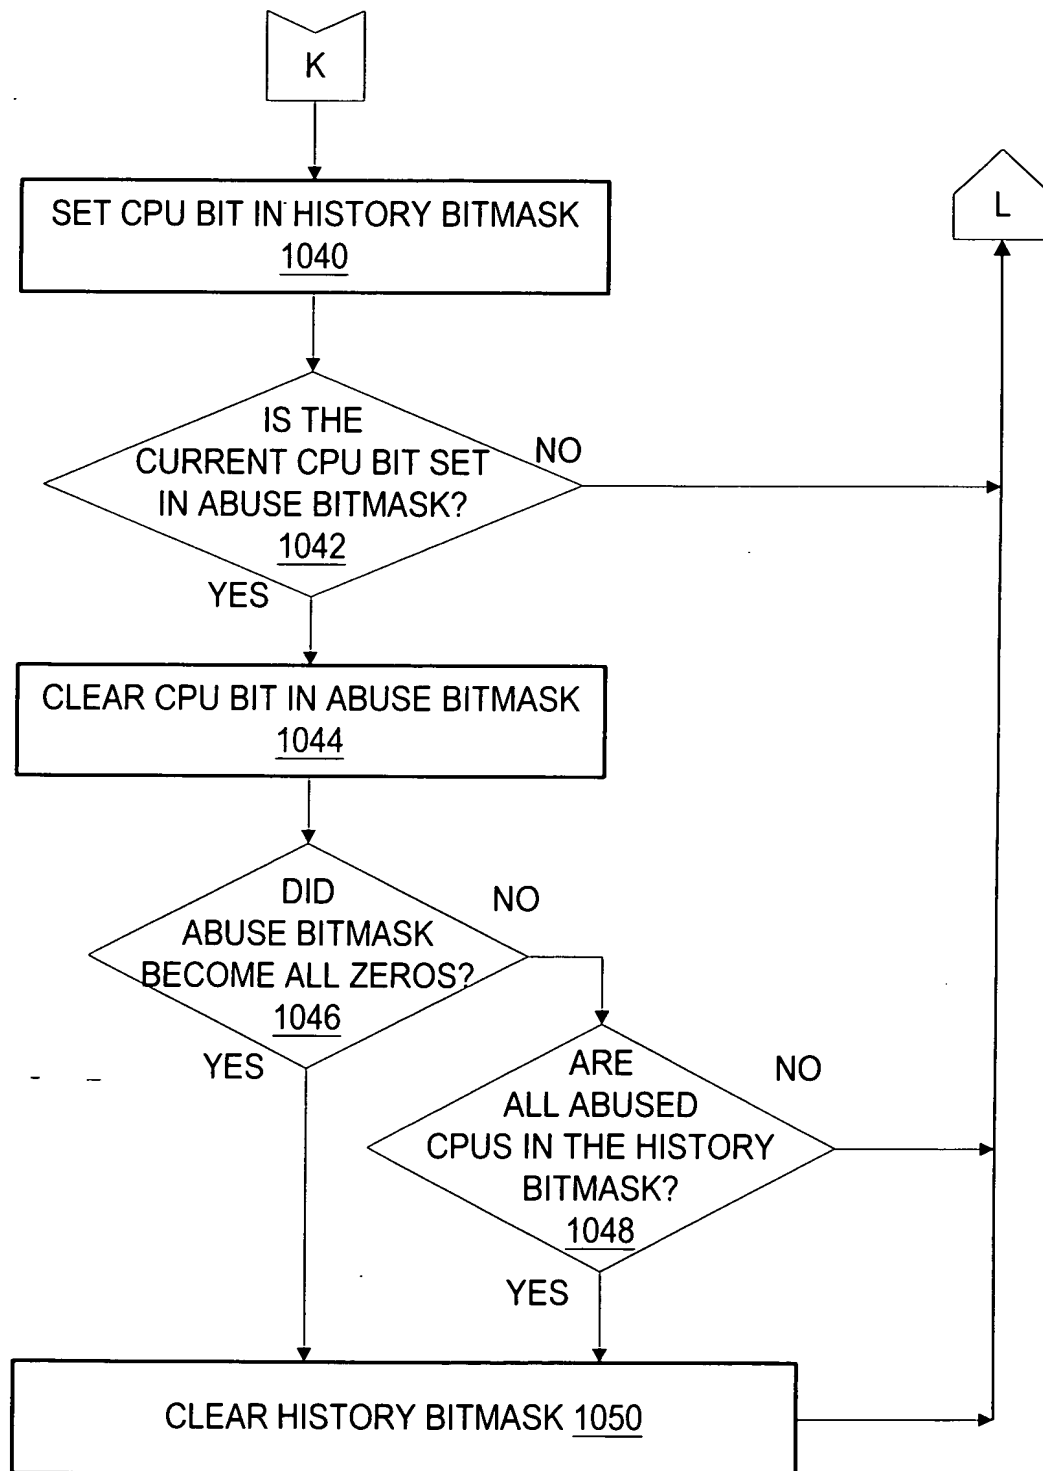 K
SET CPU BIT IN HISTORY BITMASK
1040
L
IS THE
CURRENT CPU BIT SET
IN ABUSE BITMASK?
1042
NO
YES
CLEAR CPU BIT IN ABUSE BITMASK
1044
DID
ABUSE BITMASK
BECOME ALL ZEROS?
1046
NO
YES
ARE
ALL ABUSED
CPUS IN THE HISTORY
BITMASK?
1048
NO
YES
CLEAR HISTORY BITMASK 1050